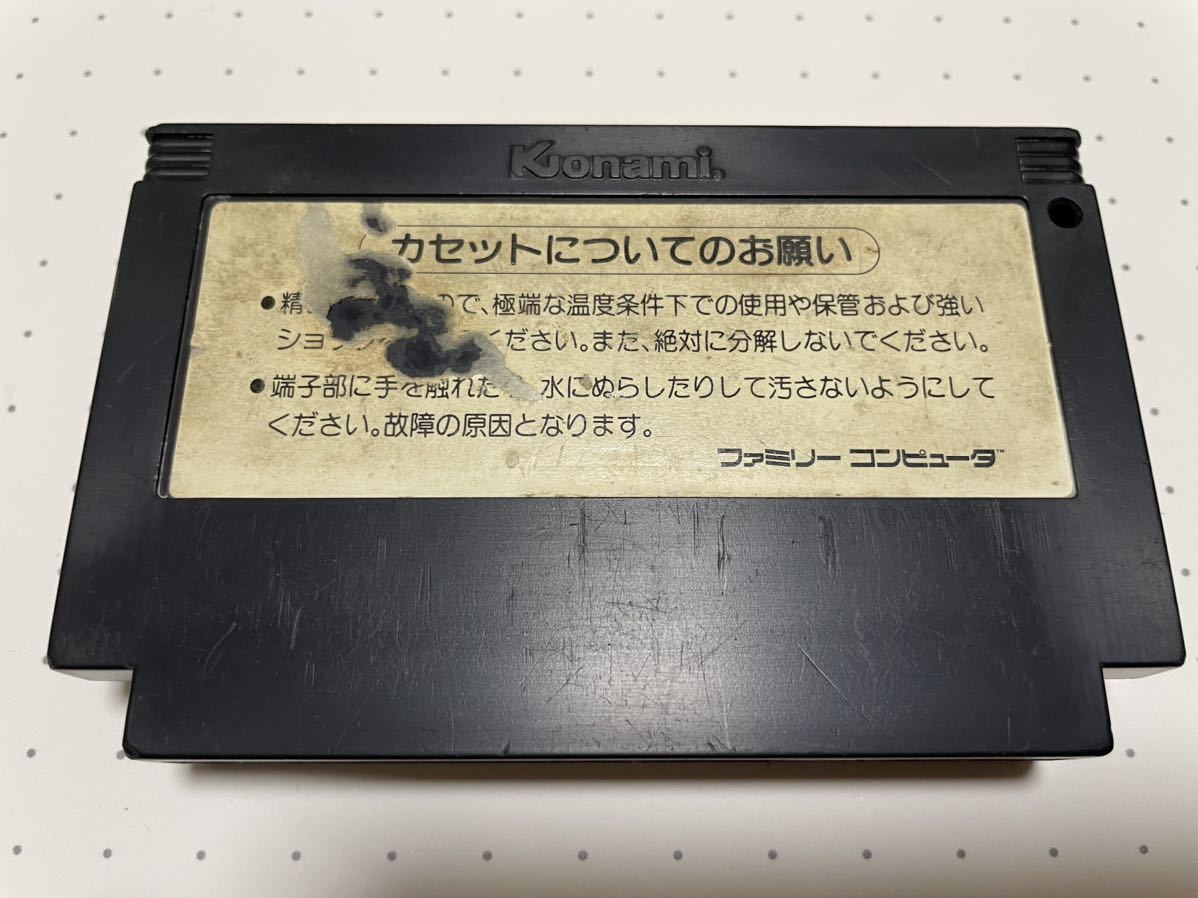 Konami
カセットについてのお願い
●精 ので、極端な温度条件下での使用や保管および強い
ショ ください。また、絶対に分解しないでください。
●端子部に手を触れた 水にぬらしたりして汚さないようにして
ください。故障の原因となります。
ファミリー コンピュータ™